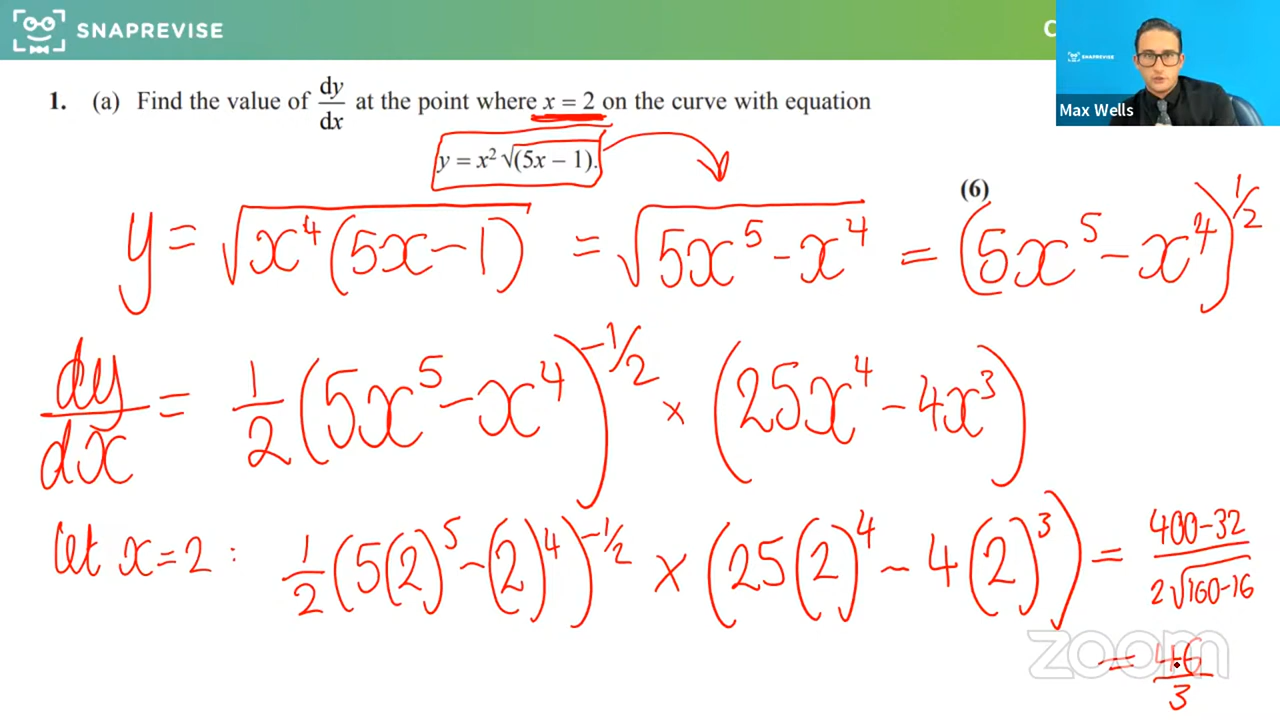 SNAPREVISE
C
SNAPREVISE
Max Wells
1. (a) Find the value of dy/dx at the point where x = 2 on the curve with equation
y = x² √(5x − 1).
(6)
y = √(x⁴(5x − 1)) = √(5x⁵ − x⁴) = (5x⁵ − x⁴)^1/2
dy/dx = 1/2 (5x⁵ − x⁴)^−1/2 × (25x⁴ − 4x³)
let x = 2 : 1/2 (5(2)⁵ − (2)⁴)^−1/2 × (25(2)⁴ − 4(2)³) = (400 − 32)/(2√(160 − 16))
= 46/3
zoom